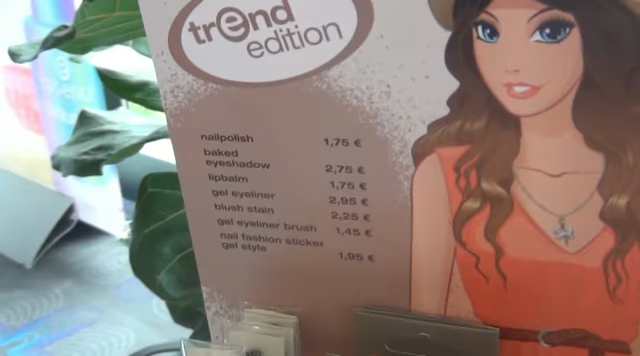 trend
edition
nailpolish 1,75 €
baked
eyeshadow 2,75 €
lipbalm 1,75 €
gel eyeliner 2,95 €
blush stain 2,25 €
gel eyeliner brush 1,45 €
nail fashion sticker
gel style 1,95 €